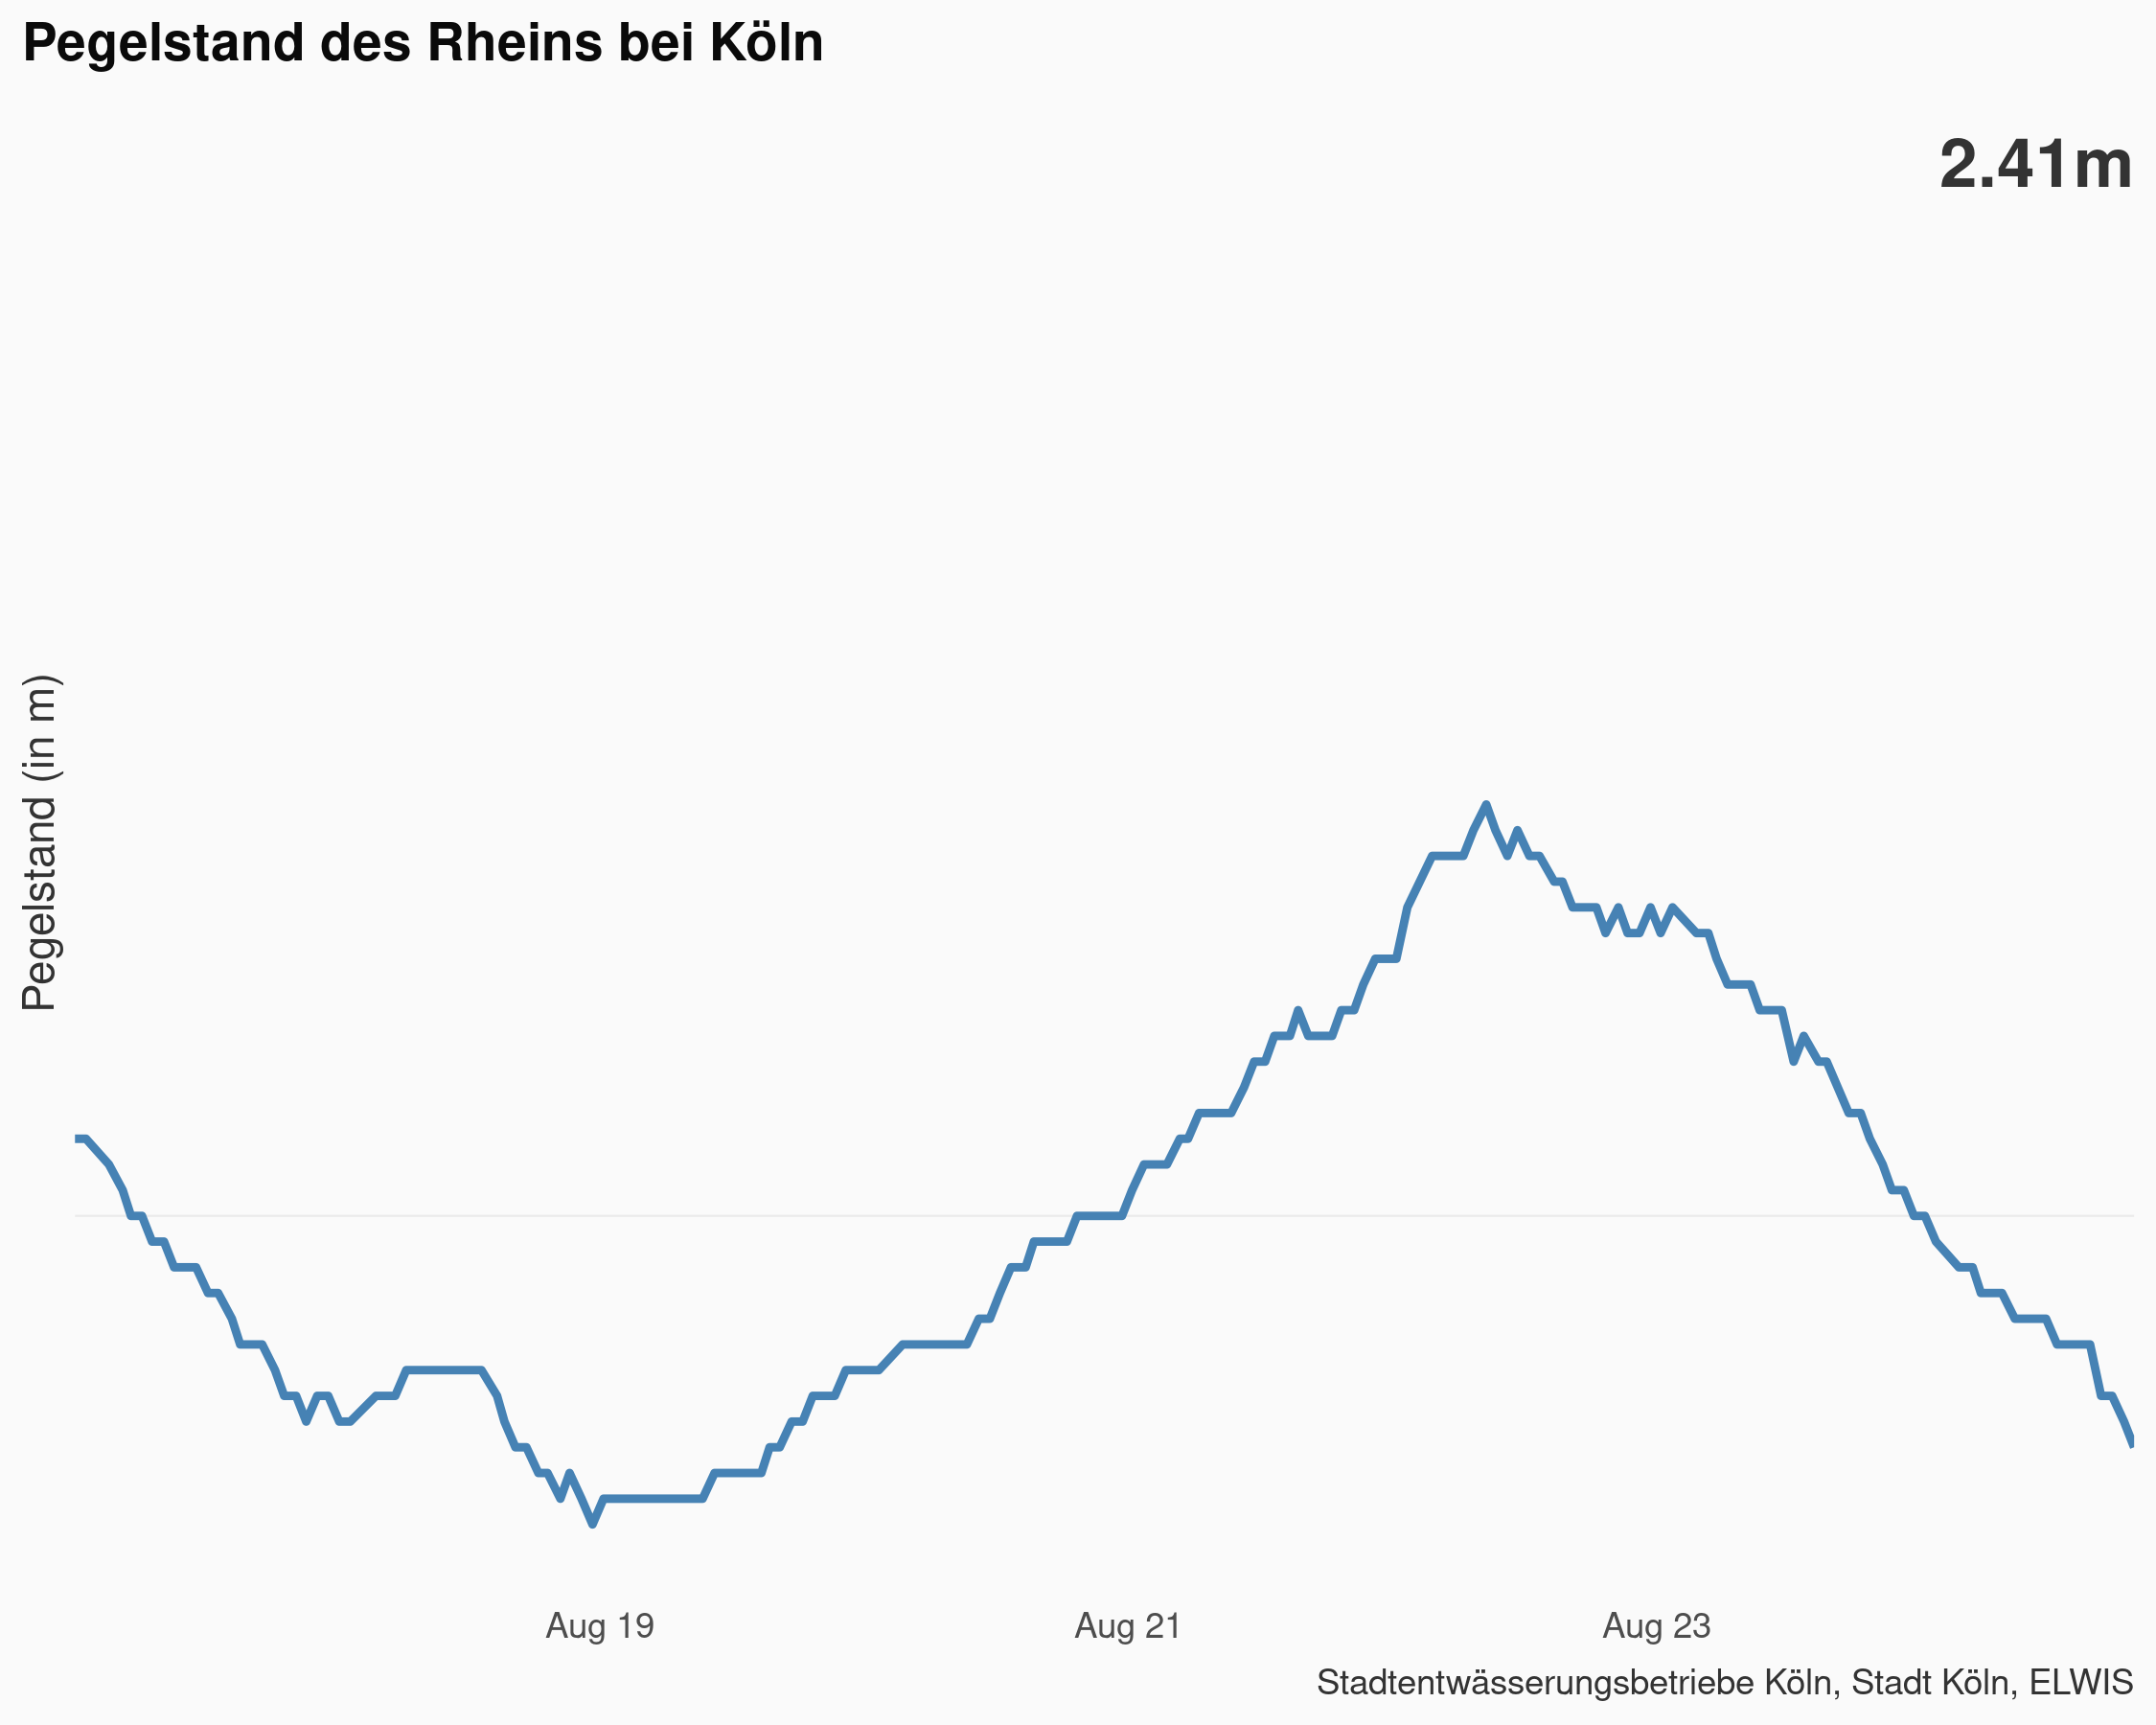 Pegelstand des Rheins bei Köln
2.41m
Pegelstand (in m)
Aug 19
Aug 21
Aug 23
Stadtentwässerungsbetriebe Köln, Stadt Köln, ELWIS